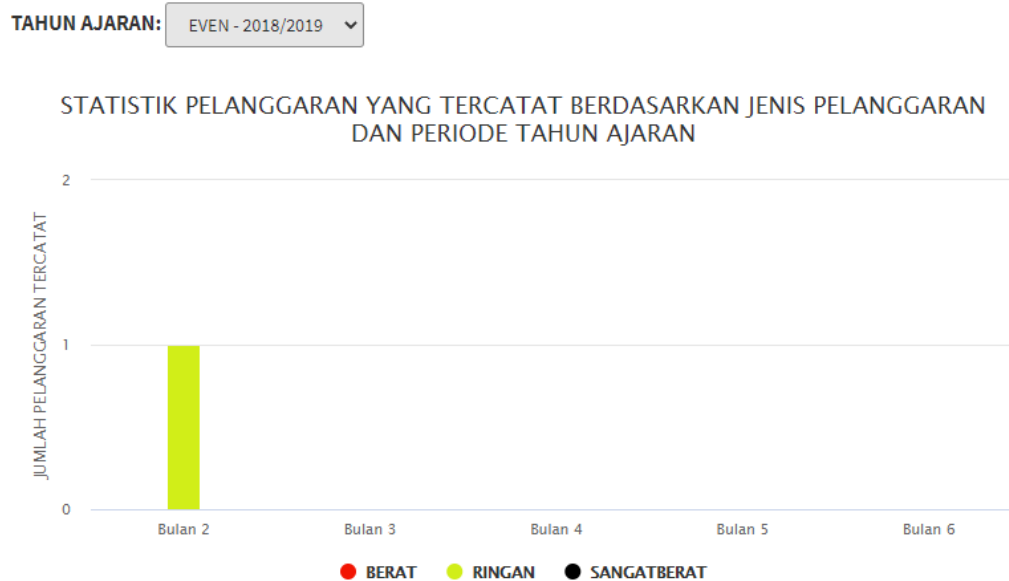 TAHUN AJARAN: EVEN - 2018/2019
STATISTIK PELANGGARAN YANG TERCATAT BERDASARKAN JENIS PELANGGARAN
DAN PERIODE TAHUN AJARAN
JUMLAH PELANGGARAN TERCATAT
2
1
0
Bulan 2 Bulan 3 Bulan 4 Bulan 5 Bulan 6
BERAT RINGAN SANGATBERAT